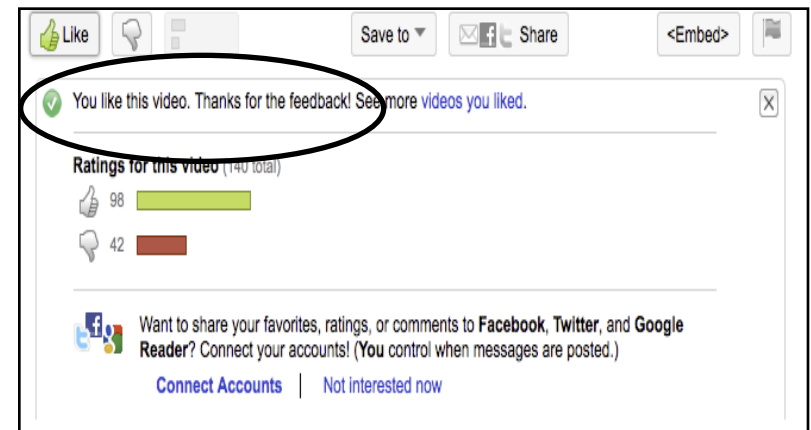 Like Save to Share <Embed>
You like this video. Thanks for the feedback! See more videos you liked.
Ratings for this video (140 total)
98
42
Want to share your favorites, ratings, or comments to Facebook, Twitter, and Google
Reader? Connect your accounts! (You control when messages are posted.)
Connect Accounts | Not interested now